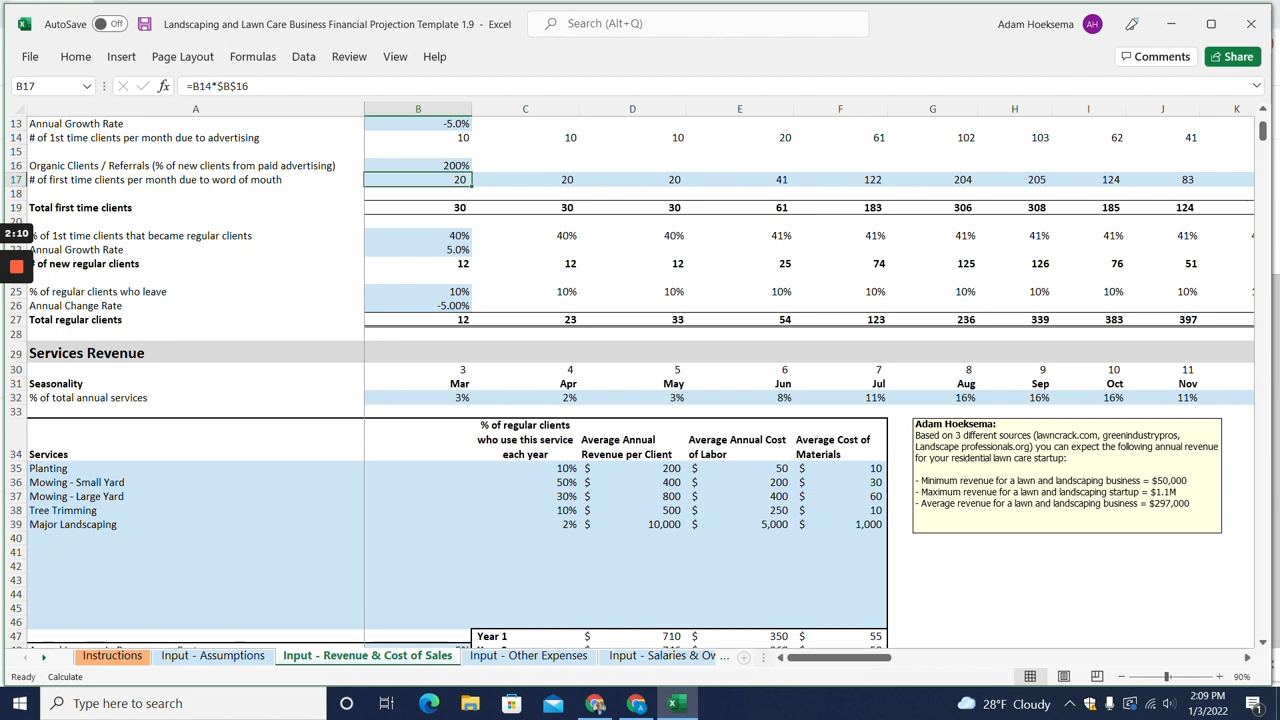 AutoSave Off Landscaping and Lawn Care Business Financial Projection Template 1.9 - Excel Search (Alt+Q) Adam Hoeksema AH
File Home Insert Page Layout Formulas Data Review View Help Comments Share
B17 fx =B14*$B$16
A B C D E F G H I J K
13 Annual Growth Rate -5.0%
14 # of 1st time clients per month due to advertising 10 10 10 20 61 102 103 62 41
15
16 Organic Clients / Referrals (% of new clients from paid advertising) 200%
17 # of first time clients per month due to word of mouth 20 20 20 41 122 204 205 124 83
18
19 Total first time clients 30 30 30 61 183 306 308 185 124
20
2:10
% of 1st time clients that became regular clients 40% 40% 40% 41% 41% 41% 41% 41% 41%
Annual Growth Rate 5.0%
of new regular clients 12 12 12 25 74 125 126 76 51
25 % of regular clients who leave 10% 10% 10% 10% 10% 10% 10% 10% 10%
26 Annual Change Rate -5.00%
27 Total regular clients 12 23 33 54 123 236 339 383 397
28
29 Services Revenue
30 3 4 5 6 7 8 9 10 11
31 Seasonality Mar Apr May Jun Jul Aug Sep Oct Nov
32 % of total annual services 3% 2% 3% 8% 11% 16% 16% 16% 11%
33
% of regular clients
who use this service Average Annual Average Annual Cost Average Cost of
34 Services each year Revenue per Client of Labor Materials
35 Planting 10% $ 200 $ 50 $ 10
36 Mowing - Small Yard 50% $ 400 $ 200 $ 30
37 Mowing - Large Yard 30% $ 800 $ 400 $ 60
38 Tree Trimming 10% $ 500 $ 250 $ 10
39 Major Landscaping 2% $ 10,000 $ 5,000 $ 1,000
40
41
42
43
44
45
46
47 Year 1 $ 710 $ 350 $ 55
Adam Hoeksema:
Based on 3 different sources (lawncrack.com, greenindustrypros,
Landscape professionals.org) you can expect the following annual revenue
for your residential lawn care startup:
- Minimum revenue for a lawn and landscaping business = $50,000
- Maximum revenue for a lawn and landscaping startup = $1.1M
- Average revenue for a lawn and landscaping business = $297,000
Instructions Input - Assumptions Input - Revenue & Cost of Sales Input - Other Expenses Input - Salaries & Ov ...
Ready Calculate 90%
Type here to search 28°F Cloudy 2:09 PM
1/3/2022 1